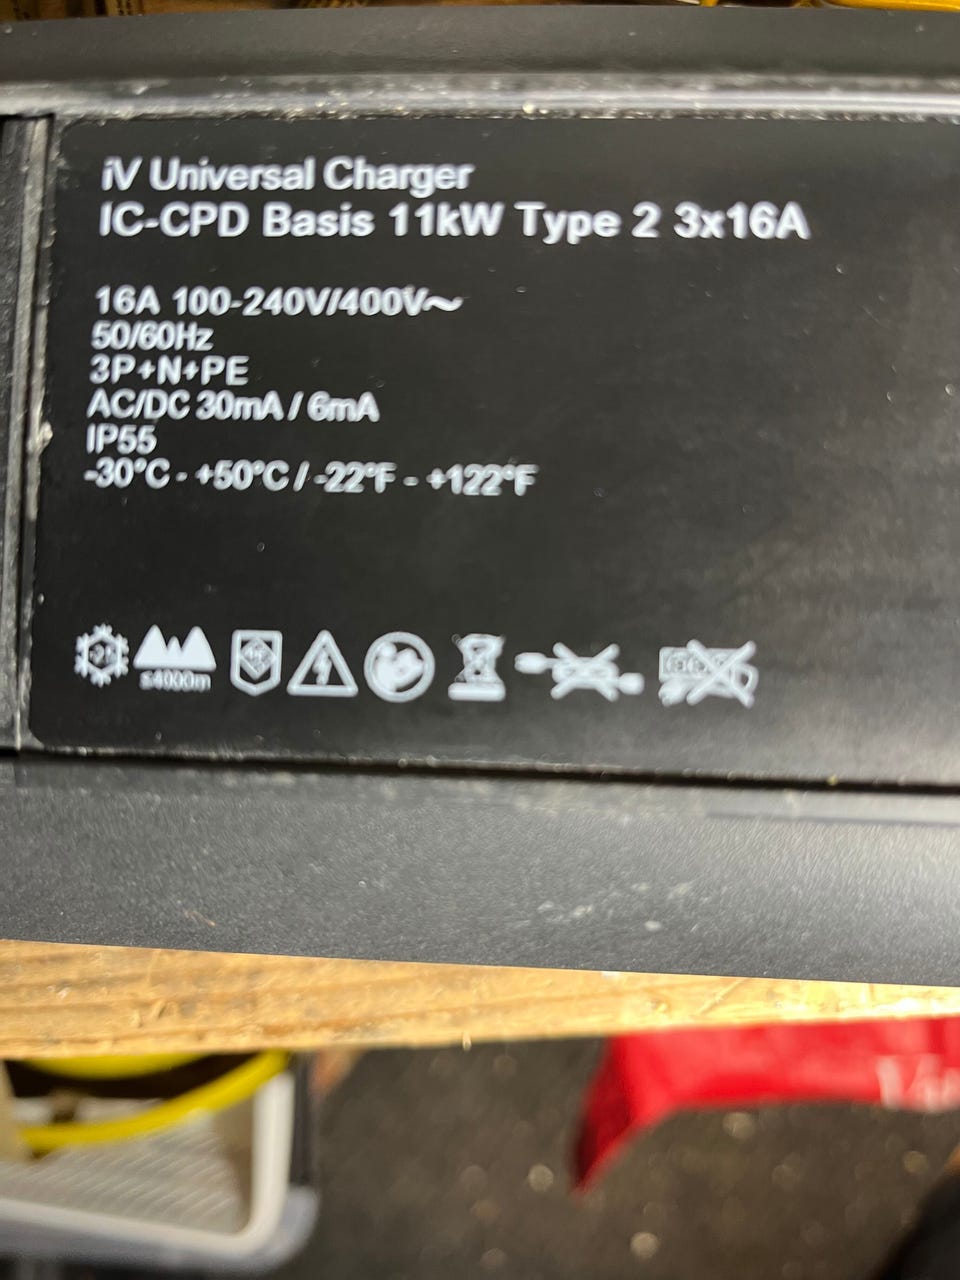 iV Universal Charger
IC-CPD Basis 11kW Type 2 3x16A
16A 100-240V/400V~
50/60Hz
3P+N+PE
AC/DC 30mA / 6mA
IP55
-30°C - +50°C / -22°F - +122°F
≤4000m